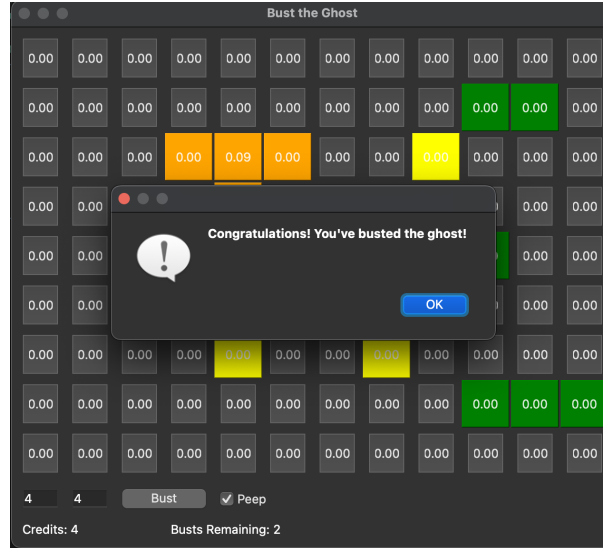 Bust the Ghost
0.00 0.00 0.00 0.00 0.00 0.00 0.00 0.00 0.00 0.00 0.00 0.00
0.00 0.00 0.00 0.00 0.00 0.00 0.00 0.00 0.00 0.00 0.00 0.00
0.00 0.00 0.00 0.00 0.09 0.00 0.00 0.00 0.00 0.00 0.00 0.00
0.00 0.00 0.00 0.00
Congratulations! You've busted the ghost!
0.00 0.00 0.00 0.00
0.00 0.00 0.00 0.00
OK
0.00 0.00 0.00 0.00 0.00 0.00 0.00 0.00 0.00 0.00 0.00 0.00
0.00 0.00 0.00 0.00 0.00 0.00 0.00 0.00 0.00 0.00 0.00 0.00
0.00 0.00 0.00 0.00 0.00 0.00 0.00 0.00 0.00 0.00 0.00 0.00
4 4 Bust Peep
Credits: 4 Busts Remaining: 2